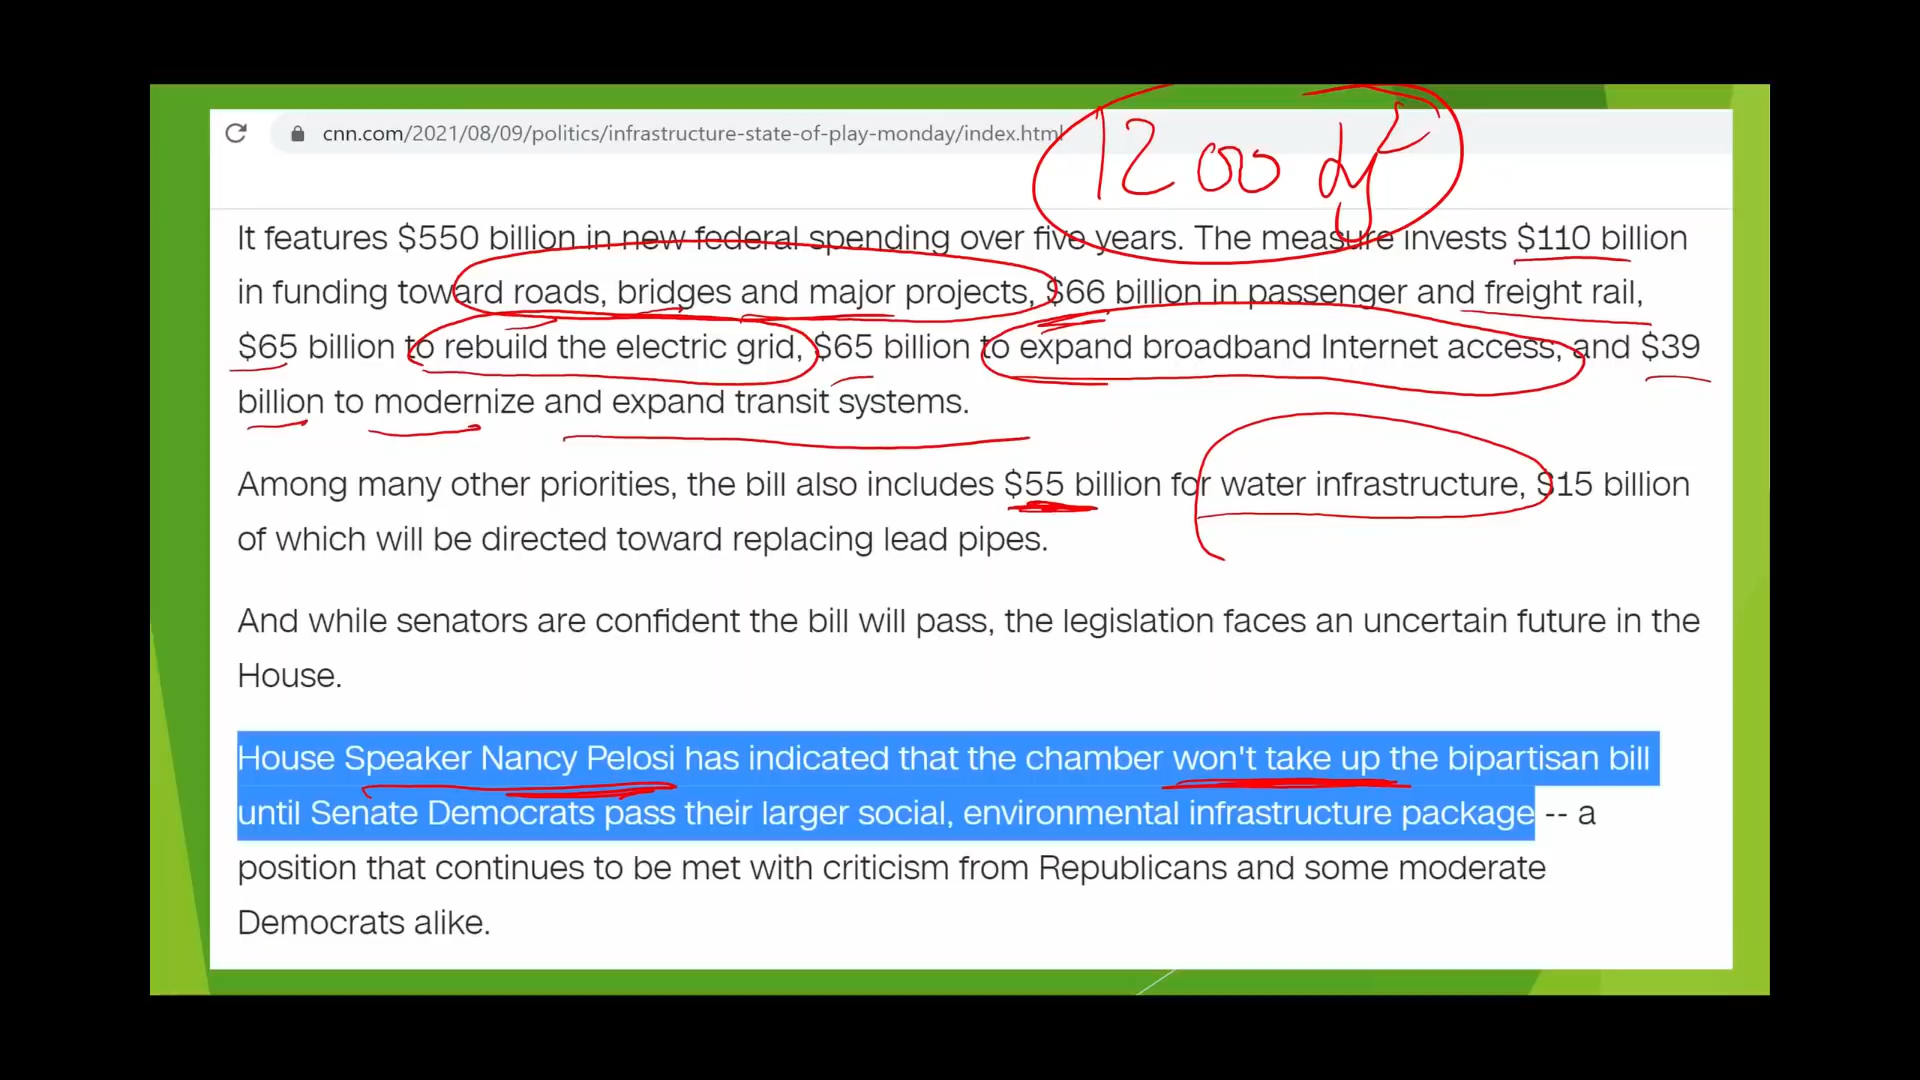 cnn.com/2021/08/09/politics/infrastructure-state-of-play-monday/index.html
1200
It features $550 billion in new federal spending over five years. The measure invests $110 billion
in funding toward roads, bridges and major projects, $66 billion in passenger and freight rail,
$65 billion to rebuild the electric grid, $65 billion to expand broadband Internet access, and $39
billion to modernize and expand transit systems.
Among many other priorities, the bill also includes $55 billion for water infrastructure, $15 billion
of which will be directed toward replacing lead pipes.
And while senators are confident the bill will pass, the legislation faces an uncertain future in the
House.
House Speaker Nancy Pelosi has indicated that the chamber won't take up the bipartisan bill
until Senate Democrats pass their larger social, environmental infrastructure package -- a
position that continues to be met with criticism from Republicans and some moderate
Democrats alike.